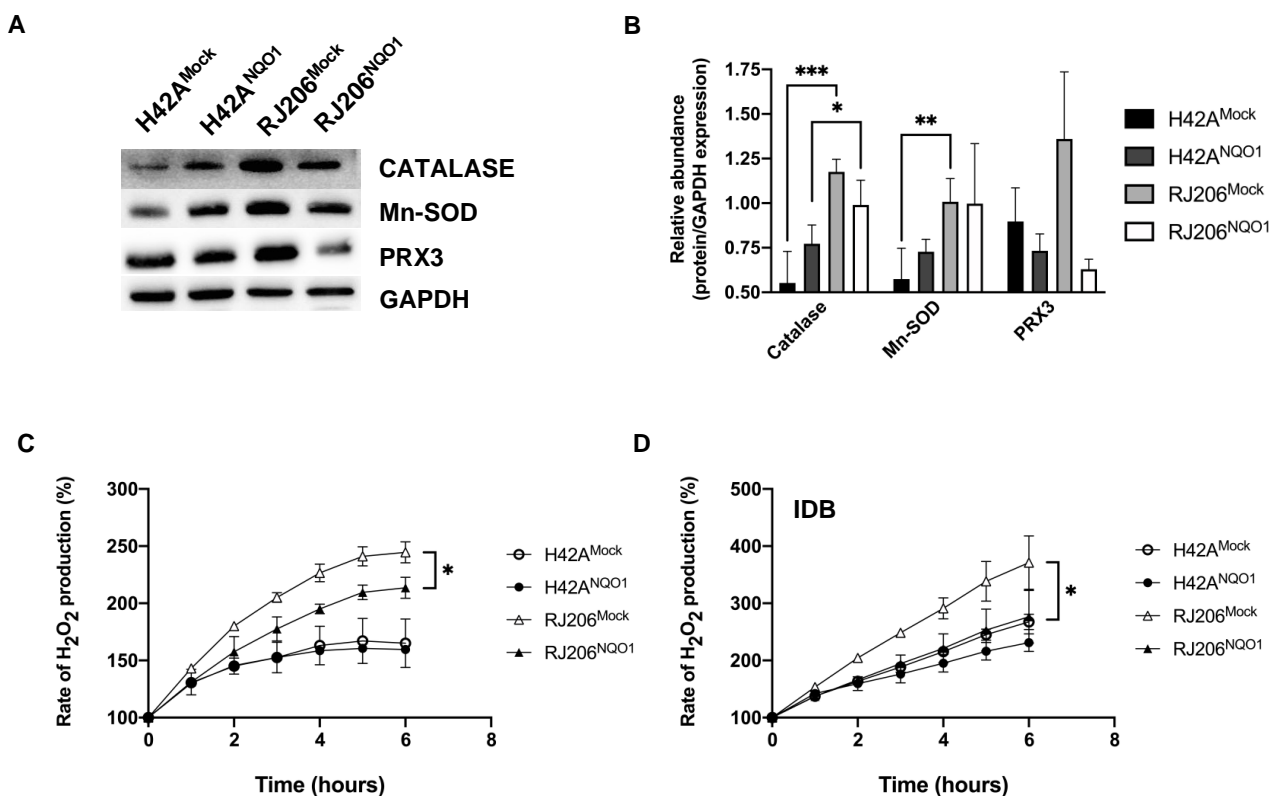 A
H42A^Mock
H42A^NQO1
RJ206^Mock
RJ206^NQO1
CATALASE
Mn-SOD
PRX3
GAPDH
B
Relative abundance
(protein/GAPDH expression)
1.75
1.50
1.25
1.00
0.75
0.50
***
*
**
Catalase
Mn-SOD
PRX3
H42A^Mock
H42A^NQO1
RJ206^Mock
RJ206^NQO1
C
Rate of H₂O₂ production (%)
300
250
200
150
100
0
2
4
6
8
Time (hours)
*
H42A^Mock
H42A^NQO1
RJ206^Mock
RJ206^NQO1
D
Rate of H₂O₂ production (%)
500
400
300
200
100
IDB
0
2
4
6
8
Time (hours)
*
H42A^Mock
H42A^NQO1
RJ206^Mock
RJ206^NQO1